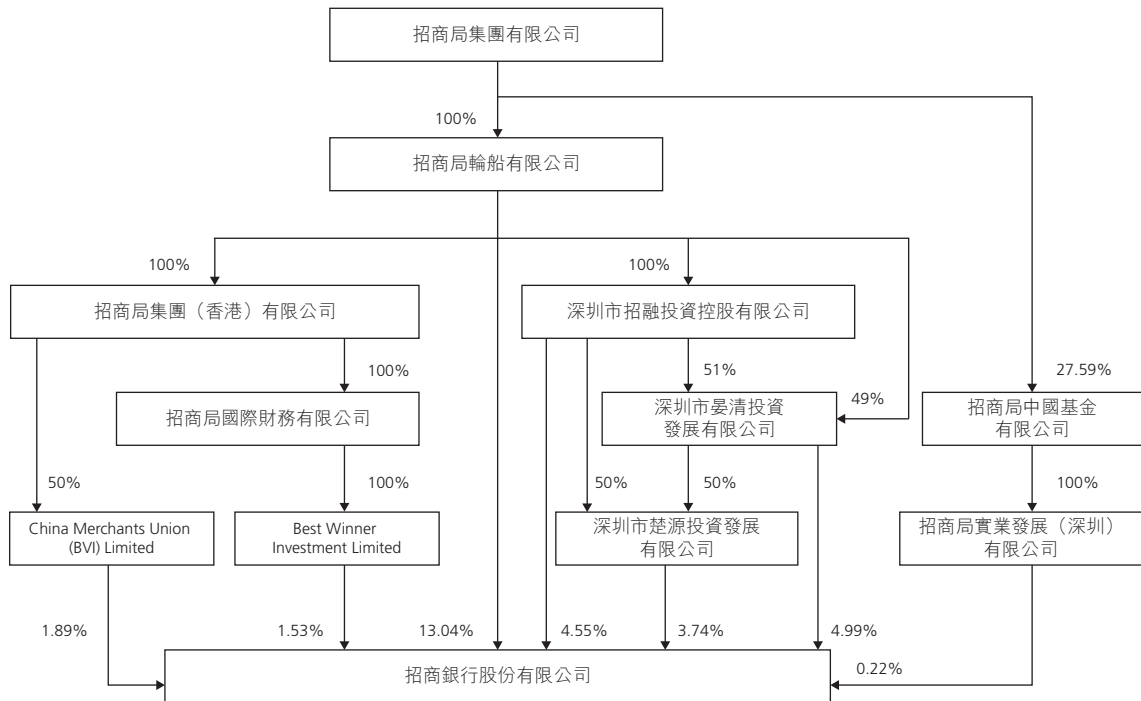 招商局集團有限公司
100%
招商局輪船有限公司
100%
100%
招商局集團（香港）有限公司
深圳市招融投資控股有限公司
100%
51%
27.59%
招商局國際財務有限公司
深圳市晏清投資
發展有限公司
49%
招商局中國基金
有限公司
50%
100%
50%
50%
100%
China Merchants Union
(BVI) Limited
Best Winner
Investment Limited
深圳市楚源投資發展
有限公司
招商局實業發展（深圳）
有限公司
1.89%
1.53%
13.04%
4.55%
3.74%
4.99%
招商銀行股份有限公司
0.22%